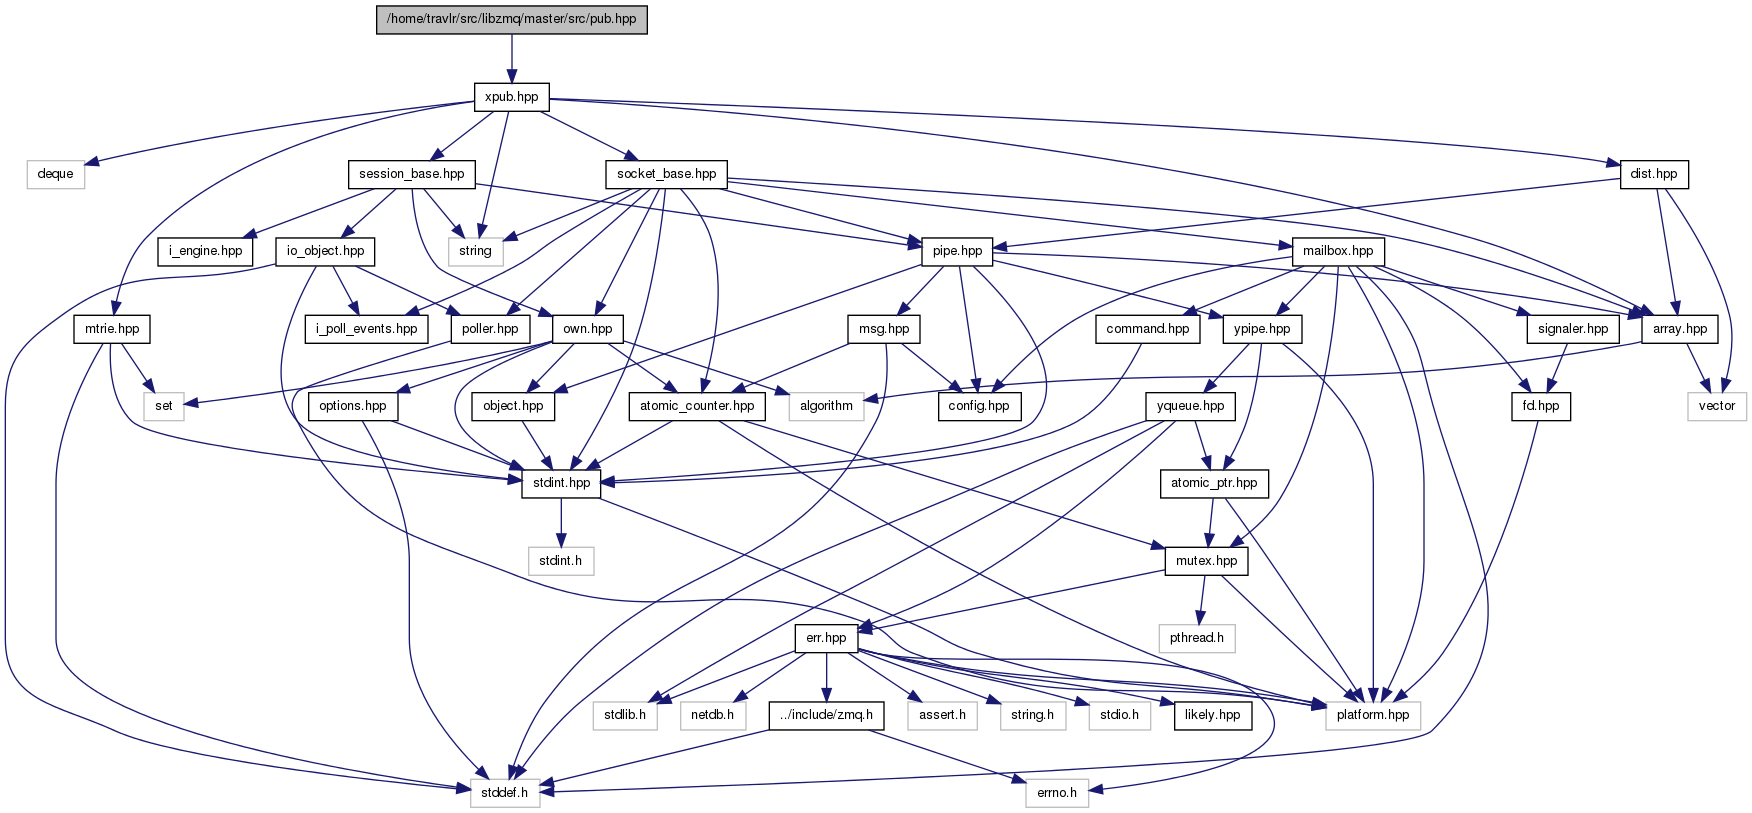 /home/travlr/src/libzmq/master/src/pub.hpp
xpub.hpp
deque
session_base.hpp
socket_base.hpp
dist.hpp
i_engine.hpp
io_object.hpp
string
pipe.hpp
mailbox.hpp
mtrie.hpp
i_poll_events.hpp
poller.hpp
own.hpp
msg.hpp
command.hpp
ypipe.hpp
signaler.hpp
array.hpp
set
options.hpp
object.hpp
atomic_counter.hpp
algorithm
config.hpp
yqueue.hpp
fd.hpp
vector
stdint.hpp
atomic_ptr.hpp
stdint.h
mutex.hpp
err.hpp
pthread.h
stdlib.h
netdb.h
../include/zmq.h
assert.h
string.h
stdio.h
likely.hpp
platform.hpp
stddef.h
errno.h